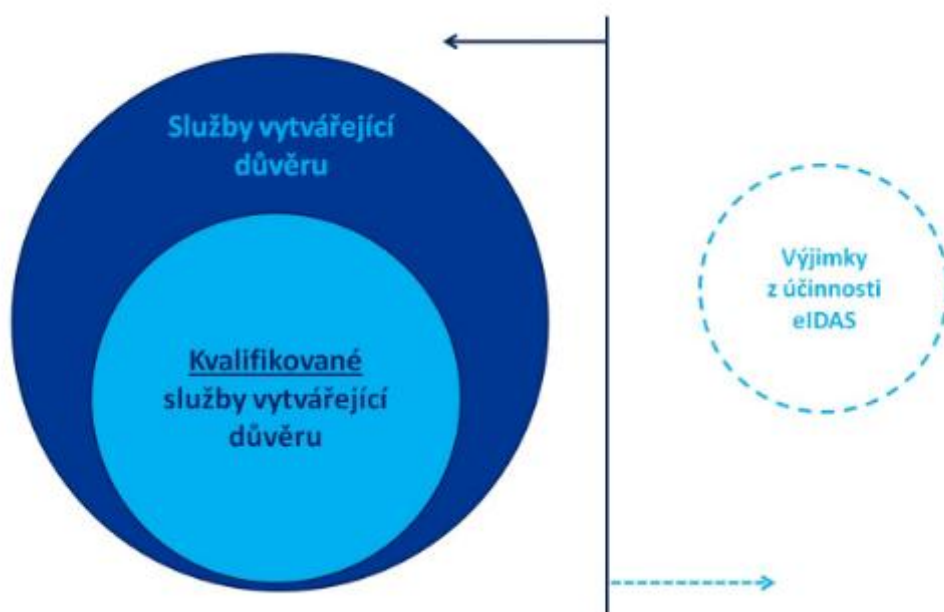 Služby vytvářející
důvěru
Kvalifikované
služby vytvářející
důvěru
Výjimky
z účinnosti
eIDAS